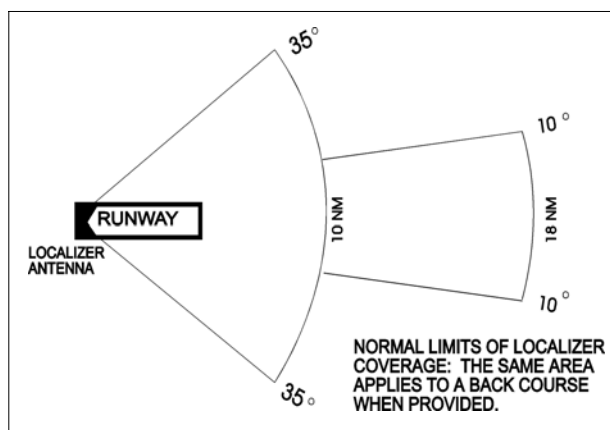 35°
10°
RUNWAY
10 NM
18 NM
LOCALIZER
ANTENNA
10°
35°
NORMAL LIMITS OF LOCALIZER
COVERAGE: THE SAME AREA
APPLIES TO A BACK COURSE
WHEN PROVIDED.